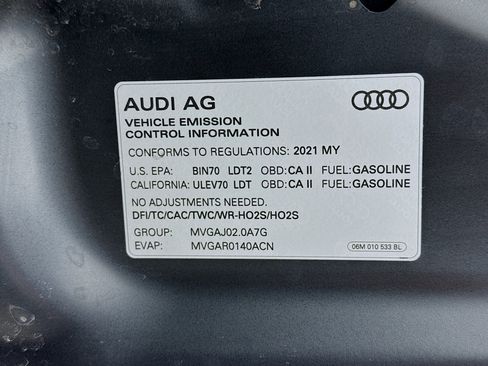 AUDI AG
VEHICLE EMISSION
CONTROL INFORMATION
CONFORMS TO REGULATIONS: 2021 MY
U.S. EPA: BIN70 LDT2 OBD: CA II FUEL: GASOLINE
CALIFORNIA: ULEV70 LDT OBD: CA II FUEL: GASOLINE
NO ADJUSTMENTS NEEDED.
DFI/TC/CAC/TWC/WR-HO2S/HO2S
GROUP: MVGAJ02.0A7G
EVAP: MVGAR0140ACN
06M 010 533 BL